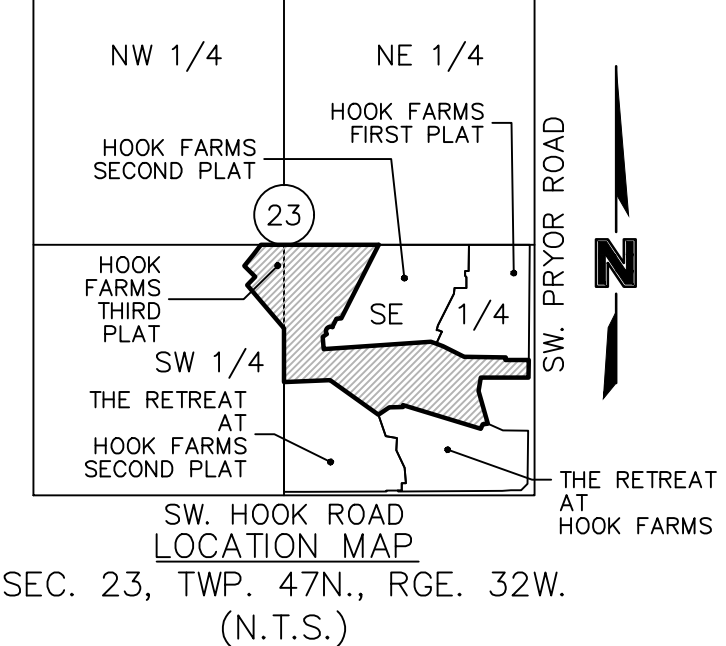 NW 1/4
NE 1/4
HOOK FARMS
FIRST PLAT
HOOK FARMS
SECOND PLAT
SW. PRYOR ROAD
23
N
HOOK
FARMS
THIRD
PLAT
SE
1/4
SW 1/4
THE RETREAT
AT
HOOK FARMS
SECOND PLAT
THE RETREAT
AT
HOOK FARMS
SW. HOOK ROAD
LOCATION MAP
SEC. 23, TWP. 47N., RGE. 32W.
(N.T.S.)